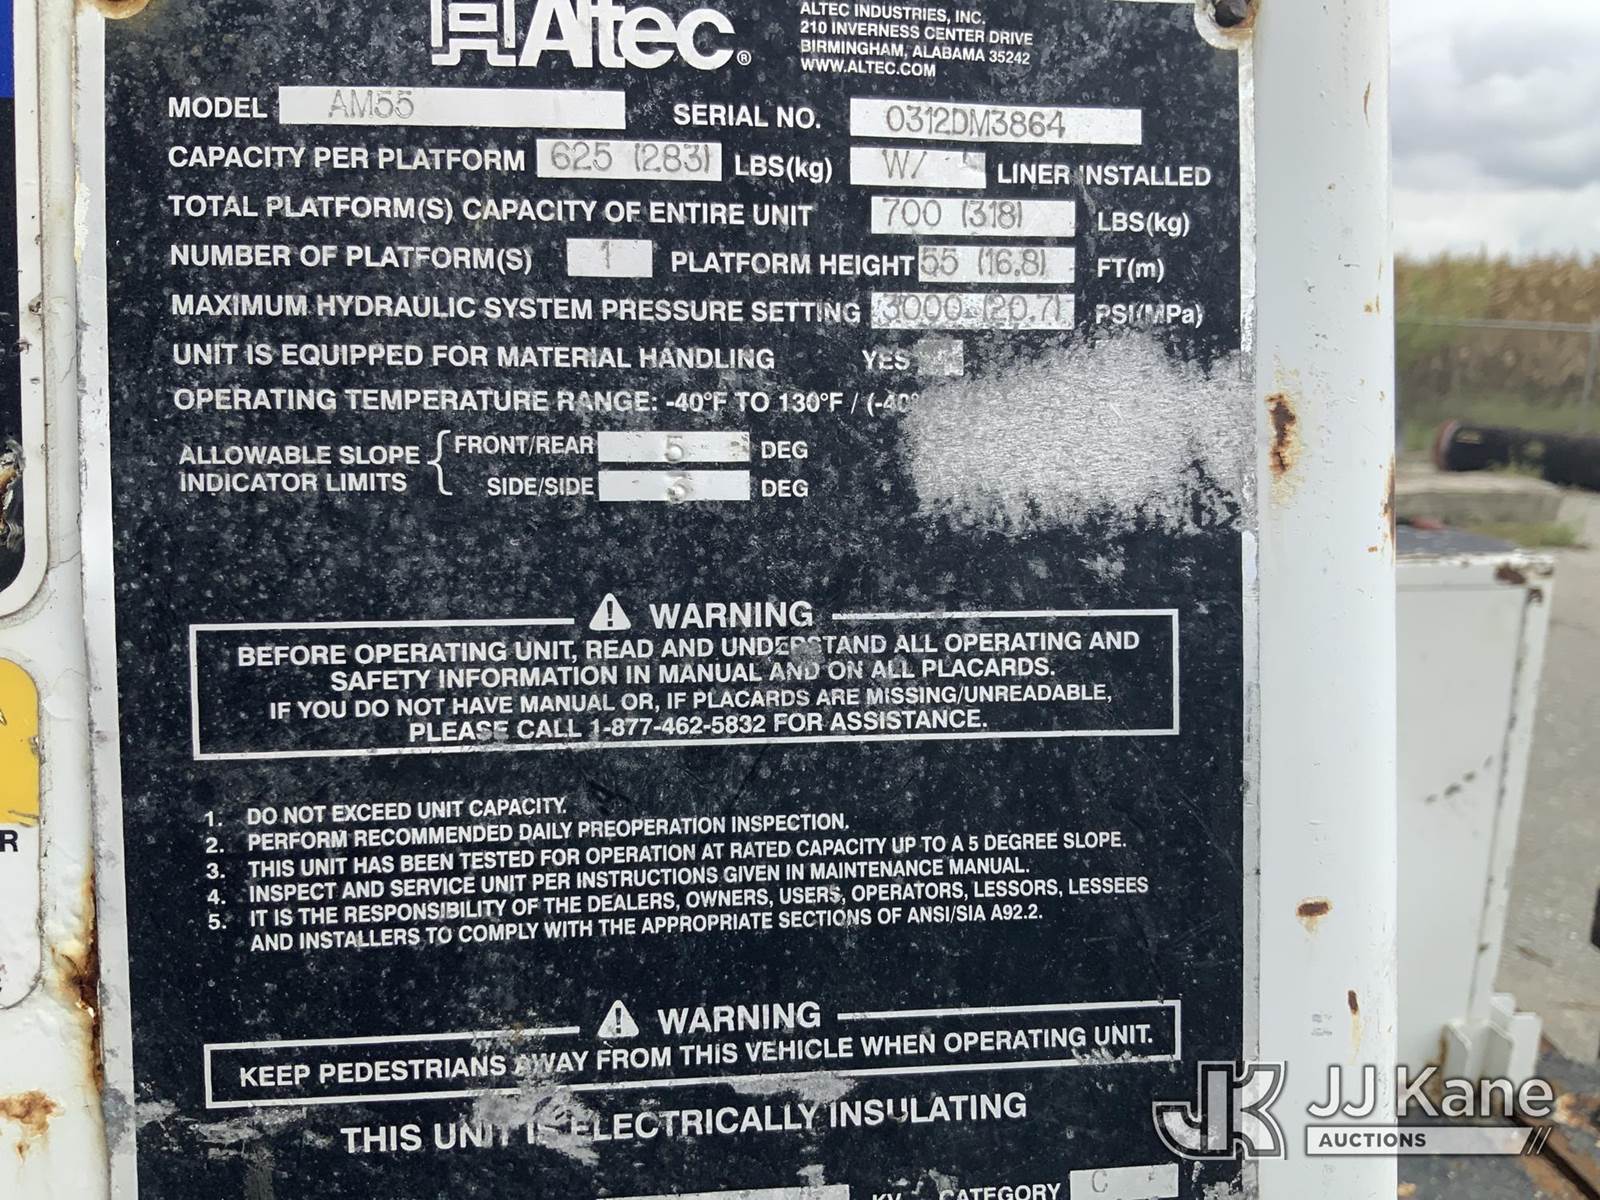 Altec®
ALTEC INDUSTRIES, INC.
210 INVERNESS CENTER DRIVE
BIRMINGHAM, ALABAMA 35242
WWW.ALTEC.COM
MODEL AM55 SERIAL NO. 0312DM3864
CAPACITY PER PLATFORM 625 (283) LBS(kg) W/ LINER INSTALLED
TOTAL PLATFORM(S) CAPACITY OF ENTIRE UNIT 700 (318) LBS(kg)
NUMBER OF PLATFORM(S) 1 PLATFORM HEIGHT 55 (16.8) FT(m)
MAXIMUM HYDRAULIC SYSTEM PRESSURE SETTING 3000 (20.7) PSI(MPa)
UNIT IS EQUIPPED FOR MATERIAL HANDLING YES
OPERATING TEMPERATURE RANGE: -40°F TO 130°F / (-40°
ALLOWABLE SLOPE INDICATOR LIMITS
FRONT/REAR 5 DEG
SIDE/SIDE 5 DEG
WARNING
BEFORE OPERATING UNIT, READ AND UNDERSTAND ALL OPERATING AND
SAFETY INFORMATION IN MANUAL AND ON ALL PLACARDS.
IF YOU DO NOT HAVE MANUAL OR, IF PLACARDS ARE MISSING/UNREADABLE,
PLEASE CALL 1-877-462-5832 FOR ASSISTANCE.
1. DO NOT EXCEED UNIT CAPACITY.
2. PERFORM RECOMMENDED DAILY PREOPERATION INSPECTION.
3. THIS UNIT HAS BEEN TESTED FOR OPERATION AT RATED CAPACITY UP TO A 5 DEGREE SLOPE.
4. INSPECT AND SERVICE UNIT PER INSTRUCTIONS GIVEN IN MAINTENANCE MANUAL.
5. IT IS THE RESPONSIBILITY OF THE DEALERS, OWNERS, USERS, OPERATORS, LESSORS, LESSEES
AND INSTALLERS TO COMPLY WITH THE APPROPRIATE SECTIONS OF ANSI/SIA A92.2.
WARNING
KEEP PEDESTRIANS AWAY FROM THIS VEHICLE WHEN OPERATING UNIT.
THIS UNIT IS ELECTRICALLY INSULATING
KV CATEGORY C
R
JK JJ Kane
AUCTIONS